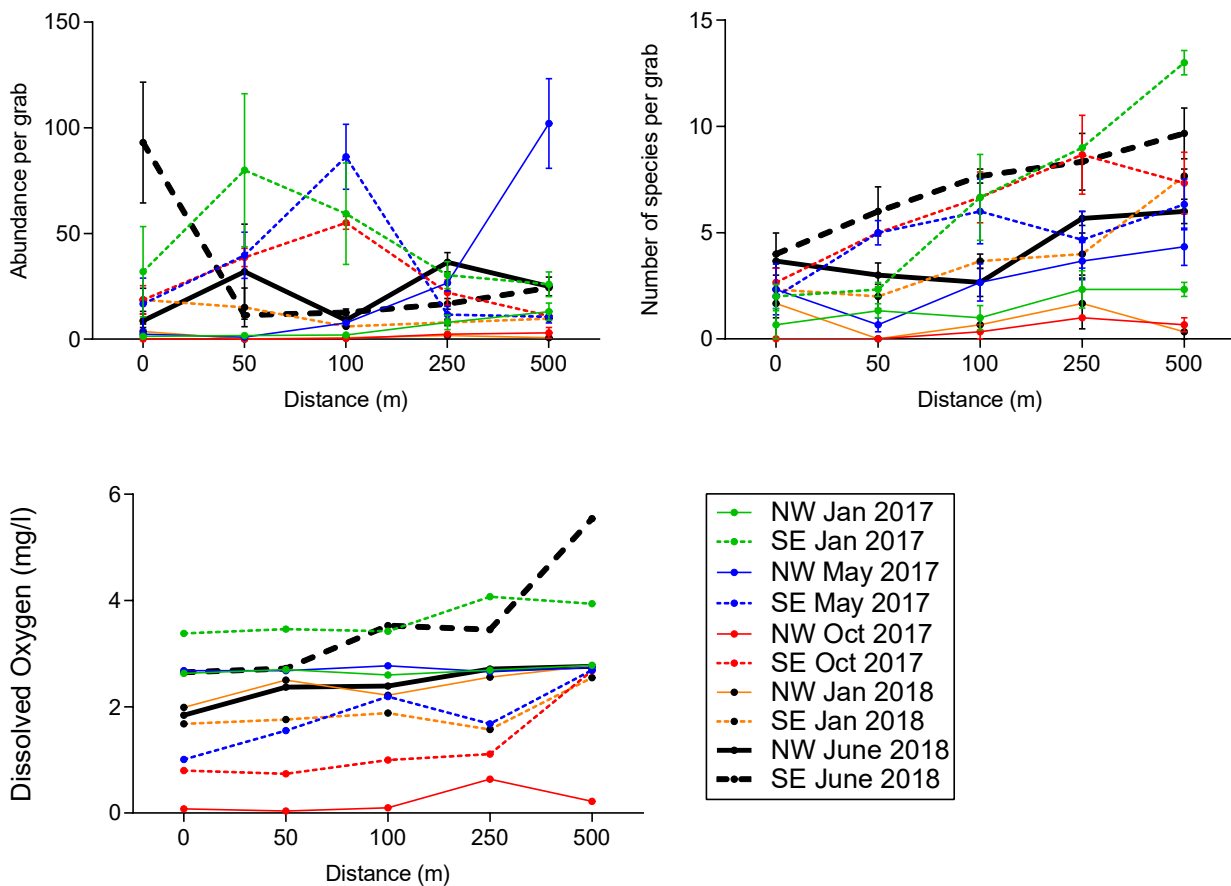 Abundance per grab
150
100
50
0
0 50 100 250 500
Distance (m)
Number of species per grab
15
10
5
0
0 50 100 250 500
Distance (m)
Dissolved Oxygen (mg/l)
6
4
2
0
0 50 100 250 500
Distance (m)
NW Jan 2017
SE Jan 2017
NW May 2017
SE May 2017
NW Oct 2017
SE Oct 2017
NW Jan 2018
SE Jan 2018
NW June 2018
SE June 2018